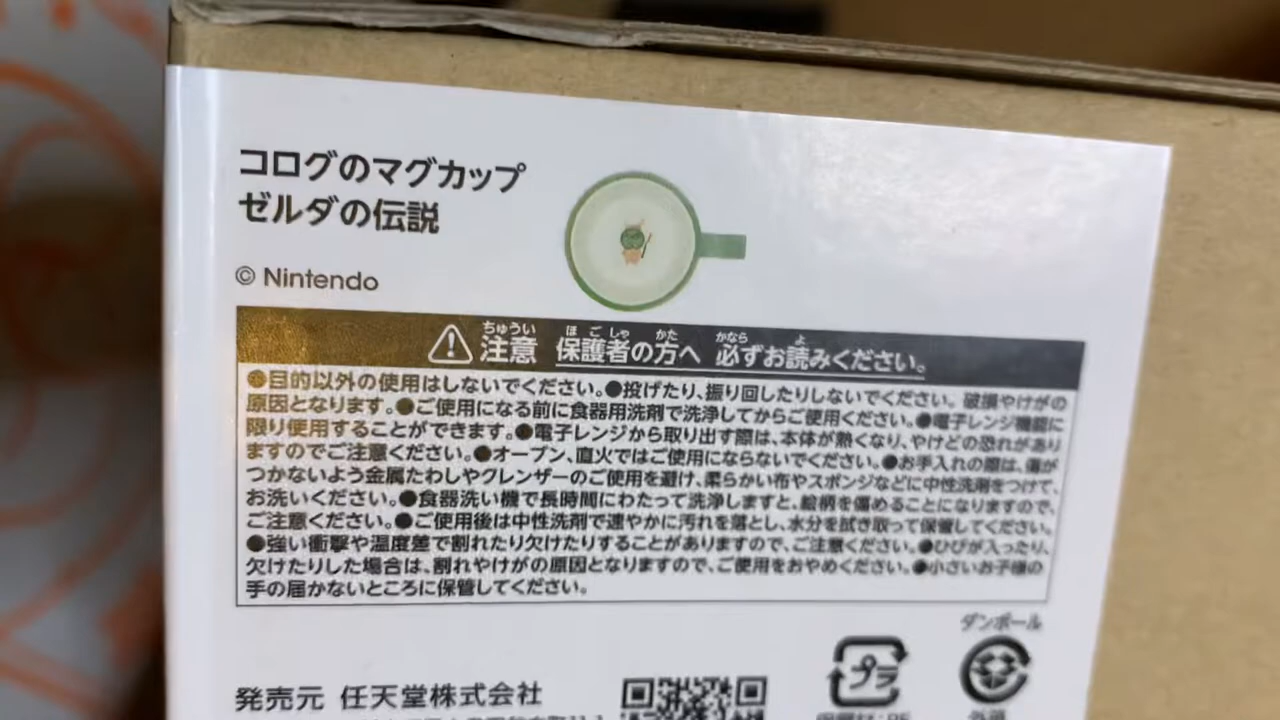 コログのマグカップ
ゼルダの伝説
© Nintendo
ちゅうい ほごしゃ かた かなら よ
注意 保護者の方へ 必ずお読みください。
●目的以外の使用はしないでください。●投げたり、振り回したりしないでください。破損やけがの
原因となります。●ご使用になる前に食器用洗剤で洗浄してからご使用ください。●電子レンジ機能に
限り使用することができます。●電子レンジから取り出す際は、本体が熱くなり、やけどの恐れがあり
ますのでご注意ください。●オーブン、直火ではご使用にならないでください。●お手入れの際は、傷が
つかないよう金属たわしやクレンザーのご使用を避け、柔らかい布やスポンジなどに中性洗剤をつけて、
お洗いください。●食器洗い機で長時間にわたって洗浄しますと、絵柄を傷めることになりますので、
ご注意ください。●ご使用後は中性洗剤で速やかに汚れを落とし、水分を拭き取って保管してください。
●強い衝撃や温度差で割れたり欠けたりすることがありますので、ご注意ください。●ひびが入ったり、
欠けたりした場合は、割れやけがの原因となりますので、ご使用をおやめください。●小さいお子様の
手の届かないところに保管してください。
ダンボール
プラ
発売元 任天堂株式会社